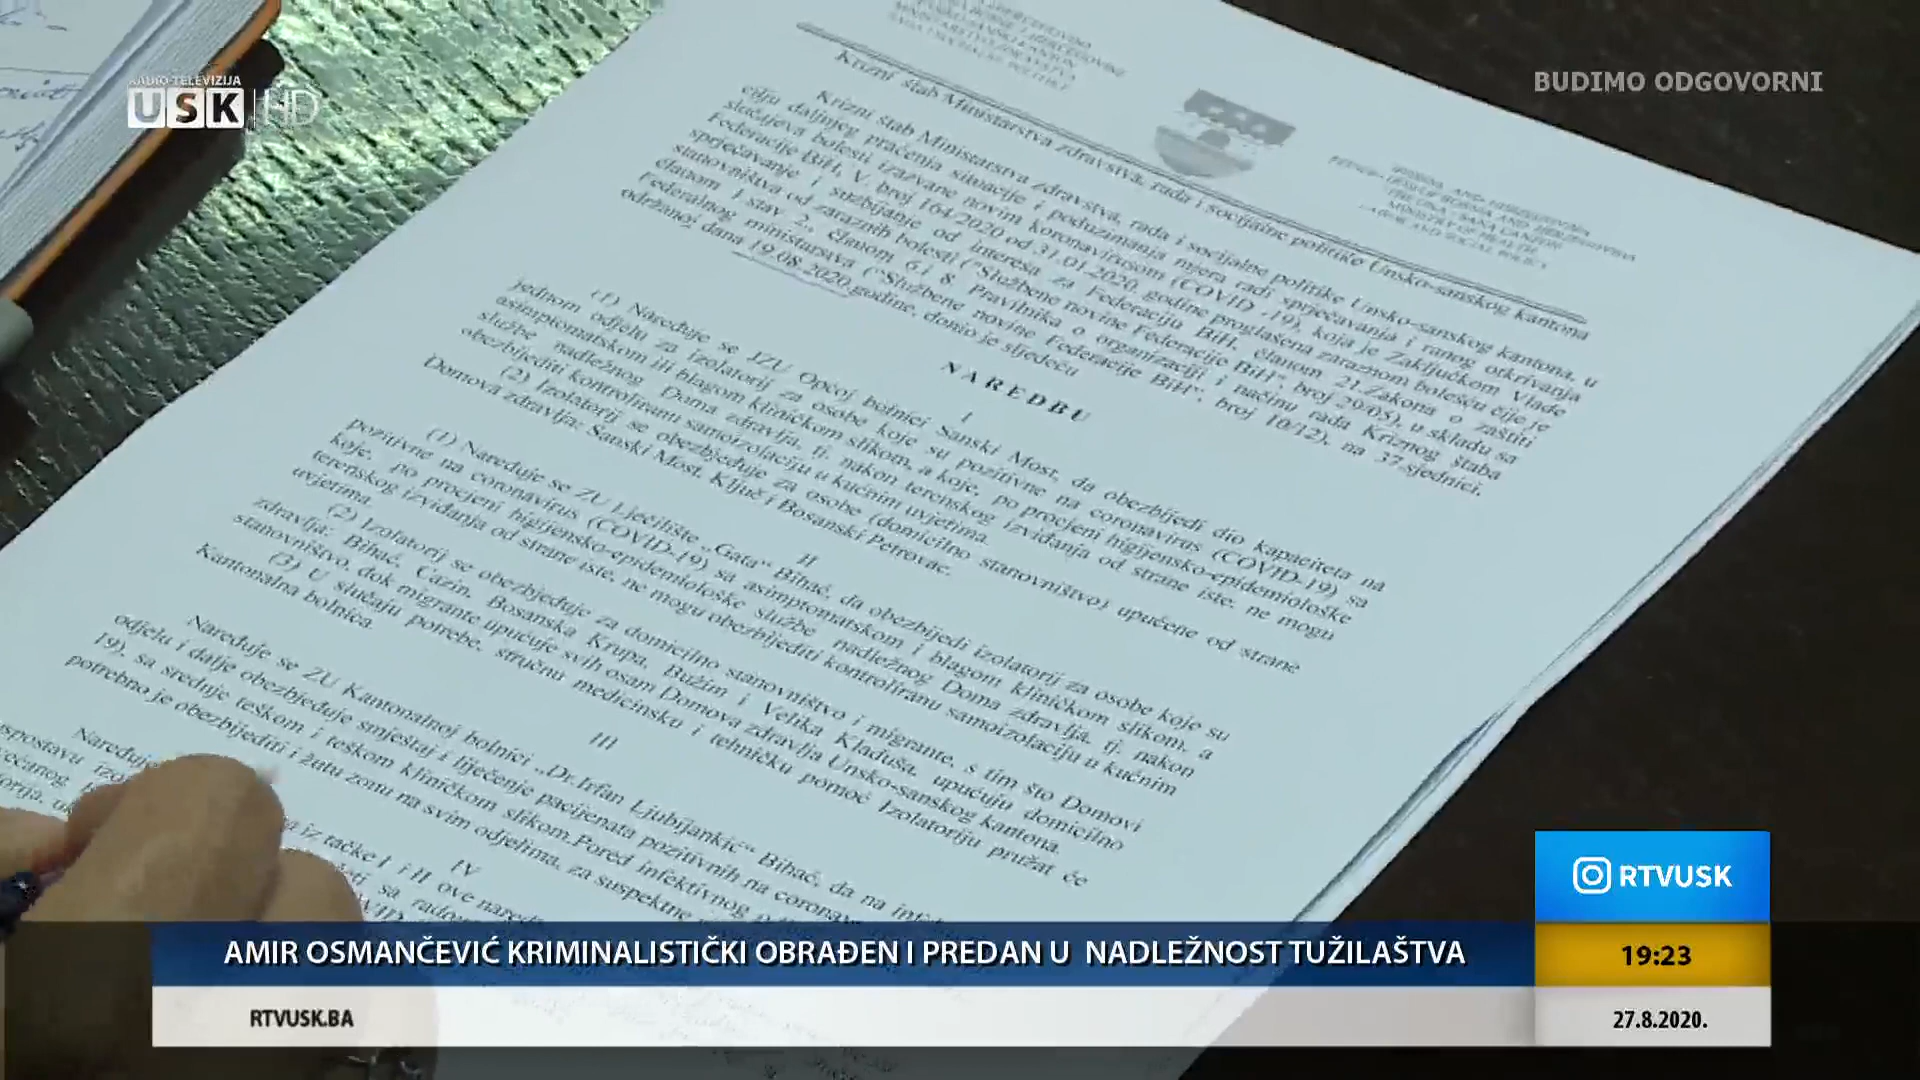 RADIO TELEVIZIJA
USK HD
BUDIMO ODGOVORNI
Krizni štab Ministarstva zdravstva, rada i socijalne politike Unsko-sanskog kantona
Krizni štab Ministarstva zdravstva, rada i socijalne politike Unsko-sanskog kantona, u
cilju daljnjeg praćenja situacije i poduzimanja mjera radi sprječavanja i ranog otkrivanja
slučajeva bolesti izazvane novim koronavirusom (COVID -19), koja je Zaključkom Vlade
Federacije BiH, V. broj 164/2020 od 31.01.2020. godine proglašena zaraznom bolešću čije je
sprječavanje i suzbijanje od interesa za Federaciju BiH, članom 21.Zakona o zaštiti
stanovništva od zaraznih bolesti ("Službene novine Federacije BiH", broj 29/05), u skladu sa
članom 1 stav 2., članom 6.i 8. Pravilnika o organizaciji i načinu rada Kriznog štaba
Federalnog ministarstva ("Službene novine Federacije BiH", broj 10/12), na 37.sjednici,
održanoj dana 19.08.2020.godine, donio je sljedeću
NAREDBU
I
(1) Naređuje se JZU Općoj bolnici Sanski Most, da obezbijedi dio kapaciteta na
jednom odjelu za izolatorij za osobe koje su pozitivne na coronavirus (COVID-19) sa
asimptomatskom ili blagom kliničkom slikom, a koje, po procjeni higijensko-epidemiološke
službe nadležnog Doma zdravlja, tj. nakon terenskog izviđanja od strane iste, ne mogu
obezbijediti kontroliranu samoizolaciju u kućnim uvjetima.
(2) Izolatorij se obezbjeđuje za osobe (domicilno stanovništvo) upućene od strane
Domova zdravlja: Sanski Most, Ključ i Bosanski Petrovac.
II
(1) Naređuje se ZU Lječilište „Gata“ Bihać, da obezbijedi izolatorij za osobe koje su
pozitivne na coronavirus (COVID-19) sa asimptomatskom i blagom kliničkom slikom, a
koje, po procjeni higijensko-epidemiološke službe nadležnog Doma zdravlja, tj. nakon
terenskog izviđanja od strane iste, ne mogu obezbijediti kontroliranu samoizolaciju u kućnim
uvjetima.
(2) Izolatorij se obezbjeđuje za domicilno stanovništvo i migrante, s tim što Domovi
zdravlja: Bihać, Cazin, Bosanska Krupa, Bužim i Velika Kladuša, upućuju domicilno
stanovništvo, dok migrante upućuje svih osam Domova zdravlja Unsko-sanskog kantona.
(3) U slučaju potrebe, stručnu medicinsku i tehničku pomoć Izolatoriju pružat će
Kantonalna bolnica.
III
Naređuje se ZU Kantonalnoj bolnici „Dr.Irfan Ljubijankić“ Bihać, da na
odjelu i dalje obezbjeđuje smještaj i liječenje pacijenata pozitivnih na
19), sa srednje teškom i teškom kliničkom slikom.Pored infektivnog
potrebno je obezbijediti i žutu zonu na svim odjelima, za suspektne
IV
Naređuje
iz tačke I i II ove
AMIR OSMANČEVIĆ KRIMINALISTIČKI OBRAĐEN I PREDAN U NADLEŽNOST TUŽILAŠTVA
RTVUSK.BA
RTVUSK
19:23
27.8.2020.